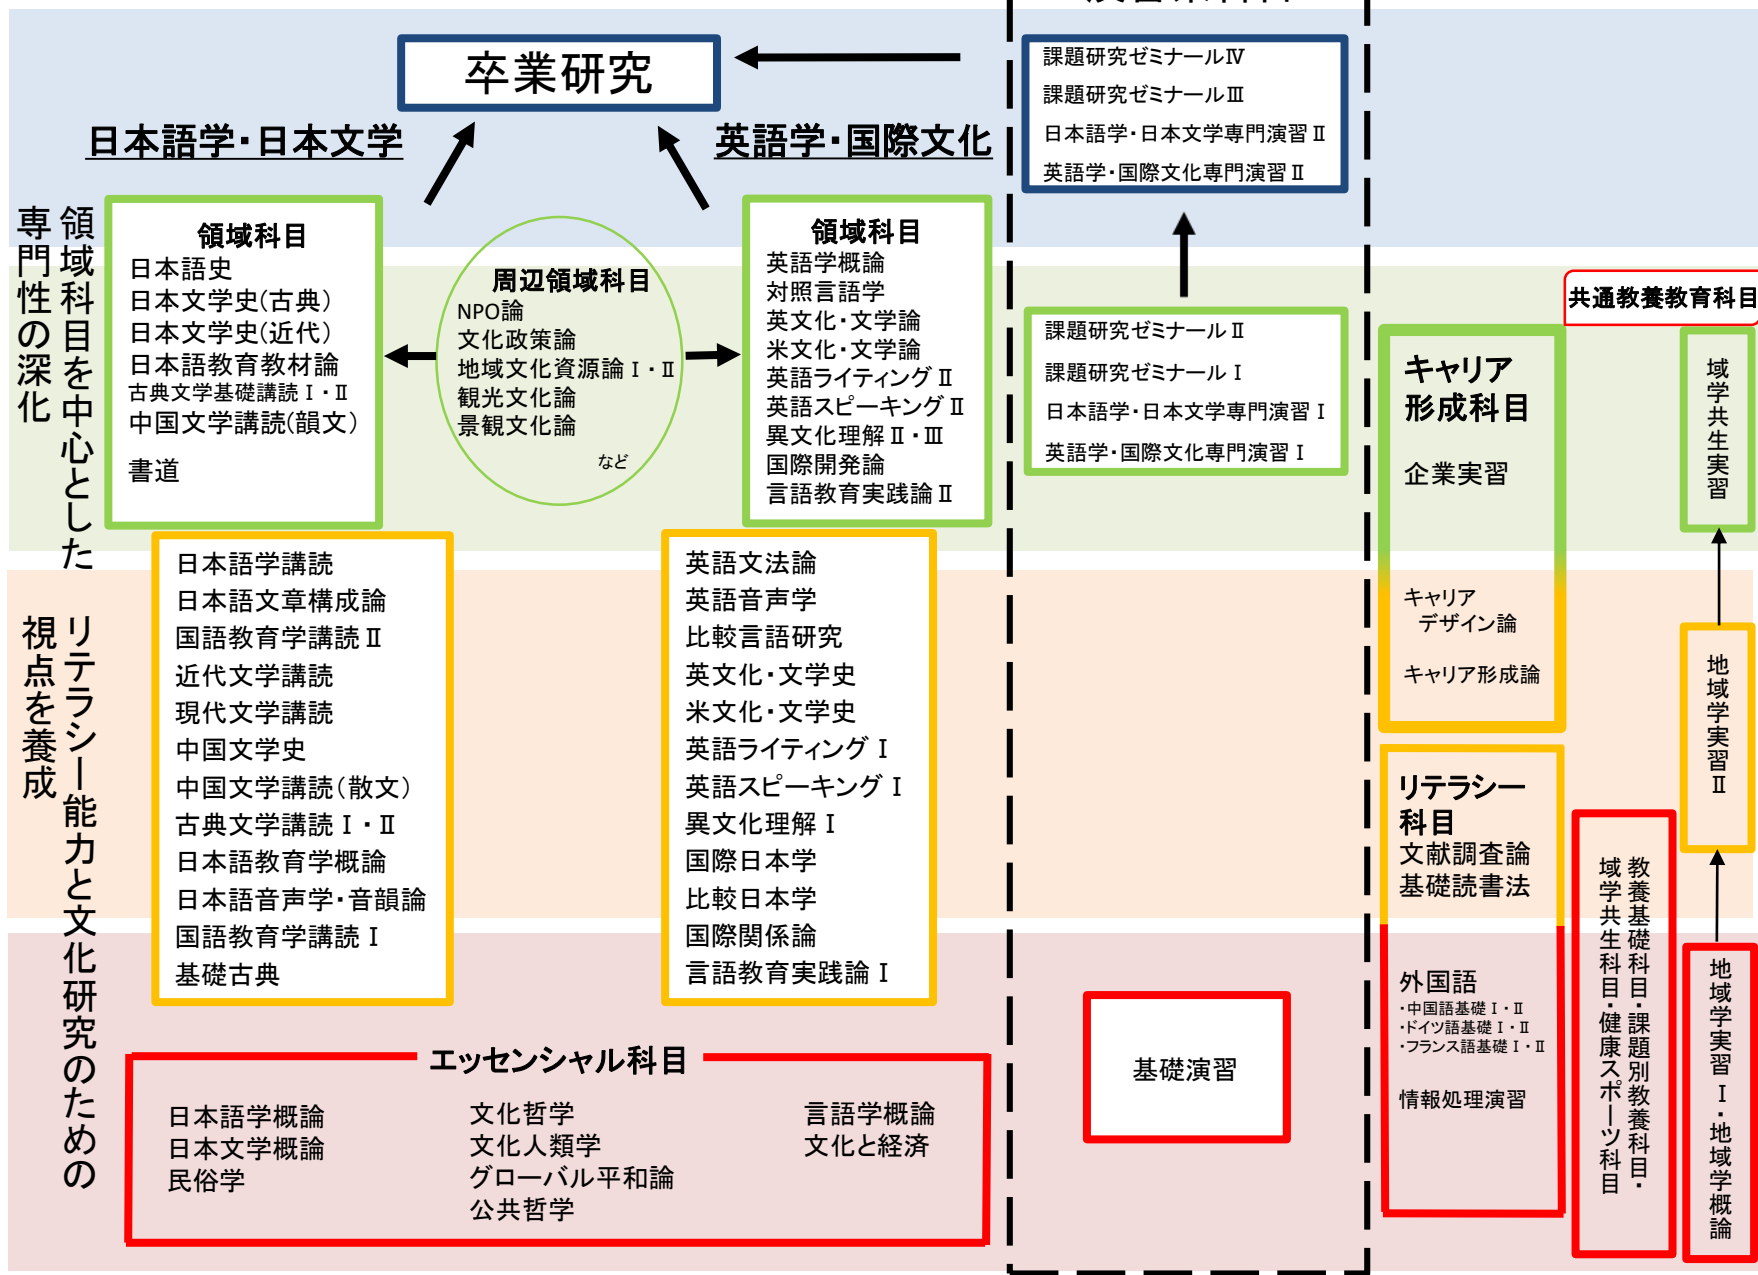 卒業研究
日本語学・日本文学
英語学・国際文化
課題研究ゼミナールⅣ
課題研究ゼミナールⅢ
日本語学・日本文学専門演習Ⅱ
英語学・国際文化専門演習Ⅱ
領域科目を中心とした
専門性の深化
領域科目
日本語史
日本文学史(古典)
日本文学史(近代)
日本語教育教材論
古典文学基礎講読Ⅰ・Ⅱ
中国文学講読(韻文)
書道
周辺領域科目
NPO論
文化政策論
地域文化資源論Ⅰ・Ⅱ
観光文化論
景観文化論
など
領域科目
英語学概論
対照言語学
英文化・文学論
米文化・文学論
英語ライティングⅡ
英語スピーキングⅡ
異文化理解Ⅱ・Ⅲ
国際開発論
言語教育実践論Ⅱ
課題研究ゼミナールⅡ
課題研究ゼミナールⅠ
日本語学・日本文学専門演習Ⅰ
英語学・国際文化専門演習Ⅰ
共通教養教育科目
キャリア
形成科目
企業実習
キャリア
デザイン論
キャリア形成論
域学共生実習
リテラシー能力と文化研究のための
視点を養成
日本語学講読
日本語文章構成論
国語教育学講読Ⅱ
近代文学講読
現代文学講読
中国文学史
中国文学講読(散文)
古典文学講読Ⅰ・Ⅱ
日本語教育学概論
日本語音声学・音韻論
国語教育学講読Ⅰ
基礎古典
英語文法論
英語音声学
比較言語研究
英文化・文学史
米文化・文学史
英語ライティングⅠ
英語スピーキングⅠ
異文化理解Ⅰ
国際日本学
比較日本学
国際関係論
言語教育実践論Ⅰ
地域学実習Ⅱ
リテラシー
科目
文献調査論
基礎読書法
外国語
・中国語基礎Ⅰ・Ⅱ
・ドイツ語基礎Ⅰ・Ⅱ
・フランス語基礎Ⅰ・Ⅱ
情報処理演習
教養基礎科目・課題別教養科目・
域学共生科目・健康スポーツ科目
地域学実習Ⅰ・地域学概論
基礎演習
エッセンシャル科目
日本語学概論
日本文学概論
民俗学
文化哲学
文化人類学
グローバル平和論
公共哲学
言語学概論
文化と経済